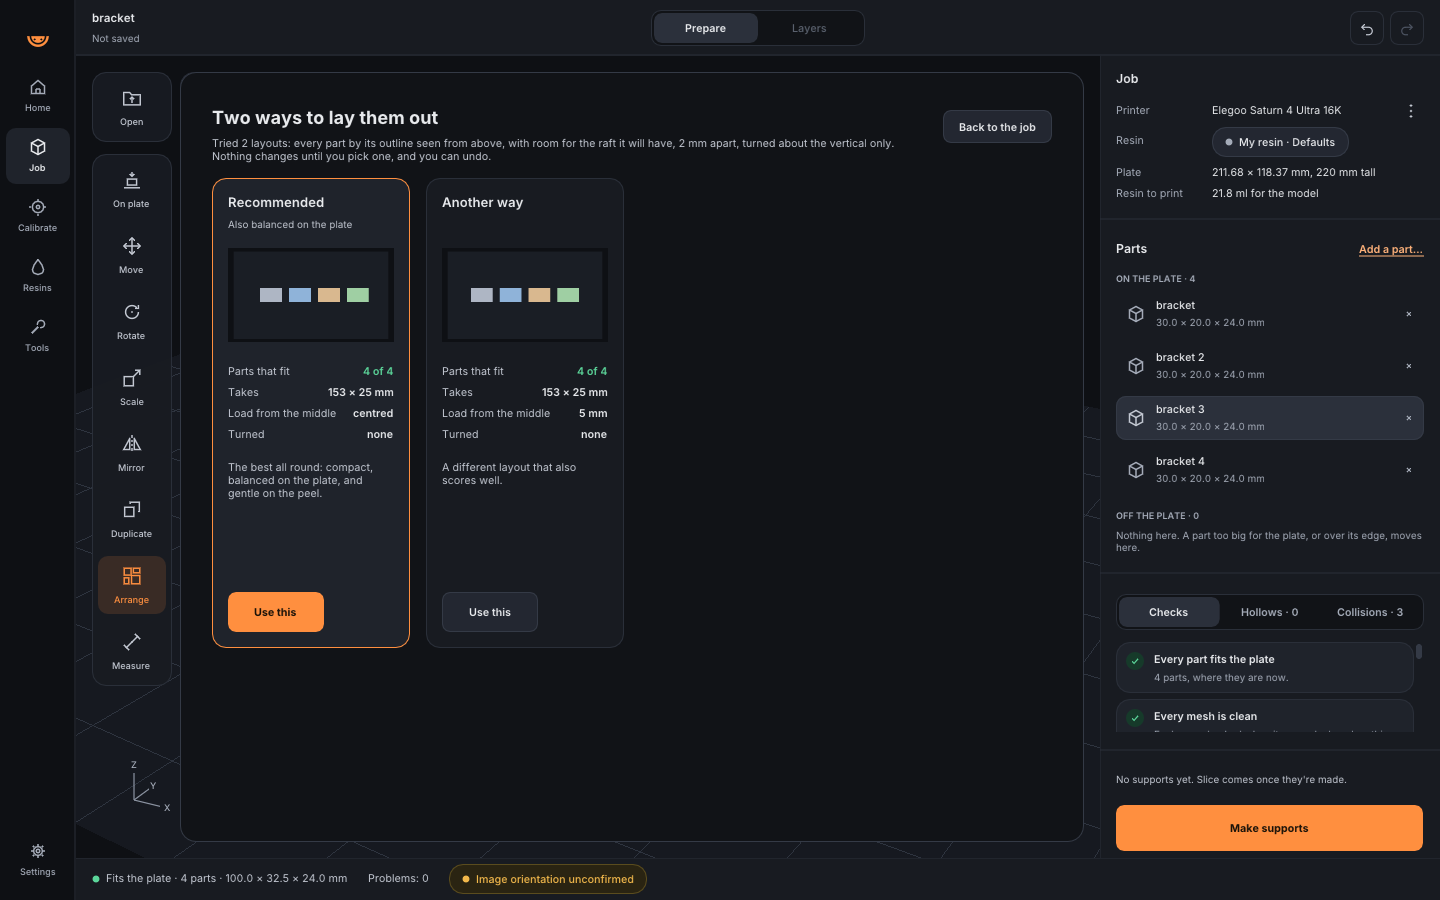 bracket
Not saved
Prepare
Layers
Home
Job
Calibrate
Resins
Tools
Settings
Open
On plate
Move
Rotate
Scale
Mirror
Duplicate
Arrange
Measure
Z
Y
X
Two ways to lay them out
Tried 2 layouts: every part by its outline seen from above, with room for the raft it will have, 2 mm apart, turned about the vertical only.
Nothing changes until you pick one, and you can undo.
Back to the job
Recommended
Also balanced on the plate
Parts that fit 4 of 4
Takes 153 × 25 mm
Load from the middle centred
Turned none
The best all round: compact,
balanced on the plate, and
gentle on the peel.
Use this
Another way
Parts that fit 4 of 4
Takes 153 × 25 mm
Load from the middle 5 mm
Turned none
A different layout that also
scores well.
Use this
Job
Printer Elegoo Saturn 4 Ultra 16K
Resin My resin · Defaults
Plate 211.68 × 118.37 mm, 220 mm tall
Resin to print 21.8 ml for the model
Parts
Add a part...
ON THE PLATE · 4
bracket
30.0 × 20.0 × 24.0 mm
bracket 2
30.0 × 20.0 × 24.0 mm
bracket 3
30.0 × 20.0 × 24.0 mm
bracket 4
30.0 × 20.0 × 24.0 mm
OFF THE PLATE · 0
Nothing here. A part too big for the plate, or over its edge, moves
here.
Checks
Hollows · 0
Collisions · 3
Every part fits the plate
4 parts, where they are now.
Every mesh is clean
No supports yet. Slice comes once they're made.
Make supports
Fits the plate · 4 parts · 100.0 × 32.5 × 24.0 mm
Problems: 0
Image orientation unconfirmed